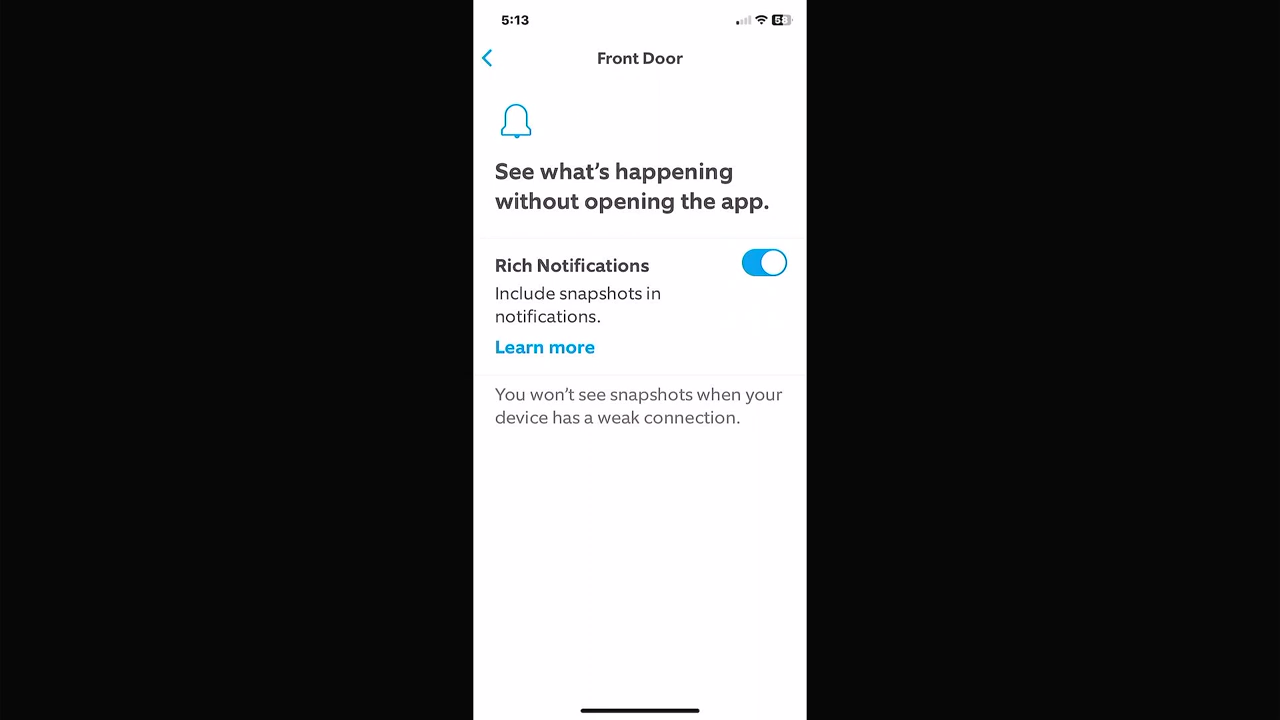 5:13
58
Front Door
See what’s happening
without opening the app.
Rich Notifications
Include snapshots in
notifications.
Learn more
You won’t see snapshots when your
device has a weak connection.